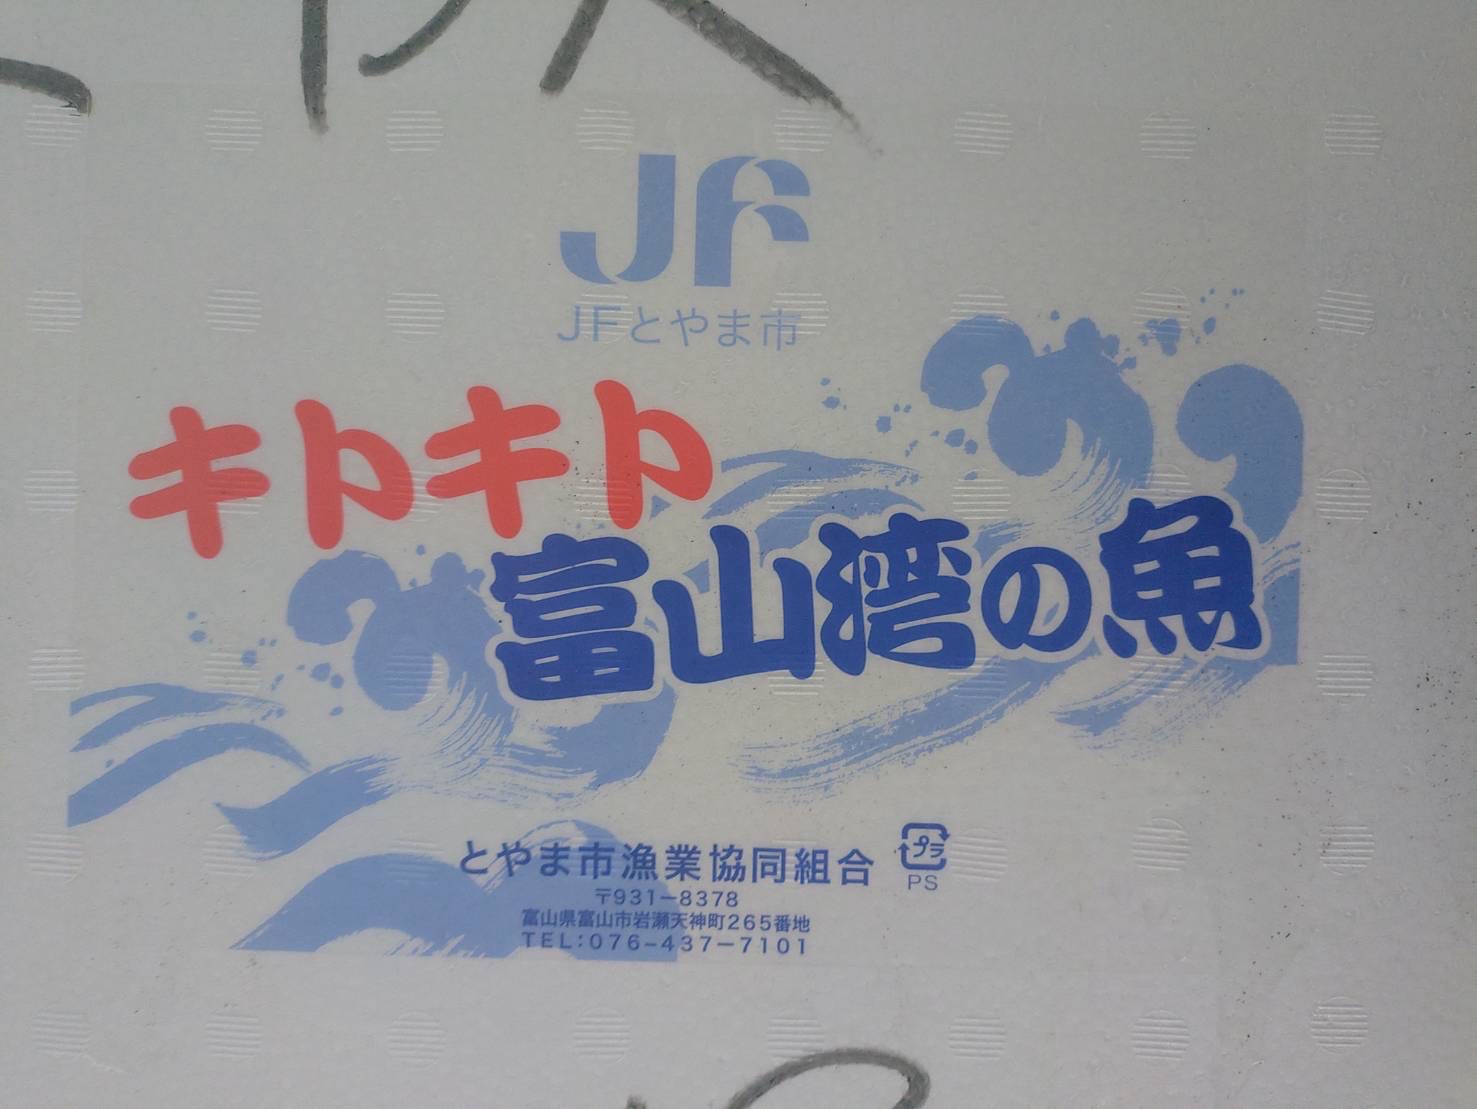 JF
JFとやま市
キトキト
富山湾の魚
とやま市漁業協同組合
プラ
PS
〒931-8378
富山県富山市岩瀬天神町265番地
TEL:076-437-7101